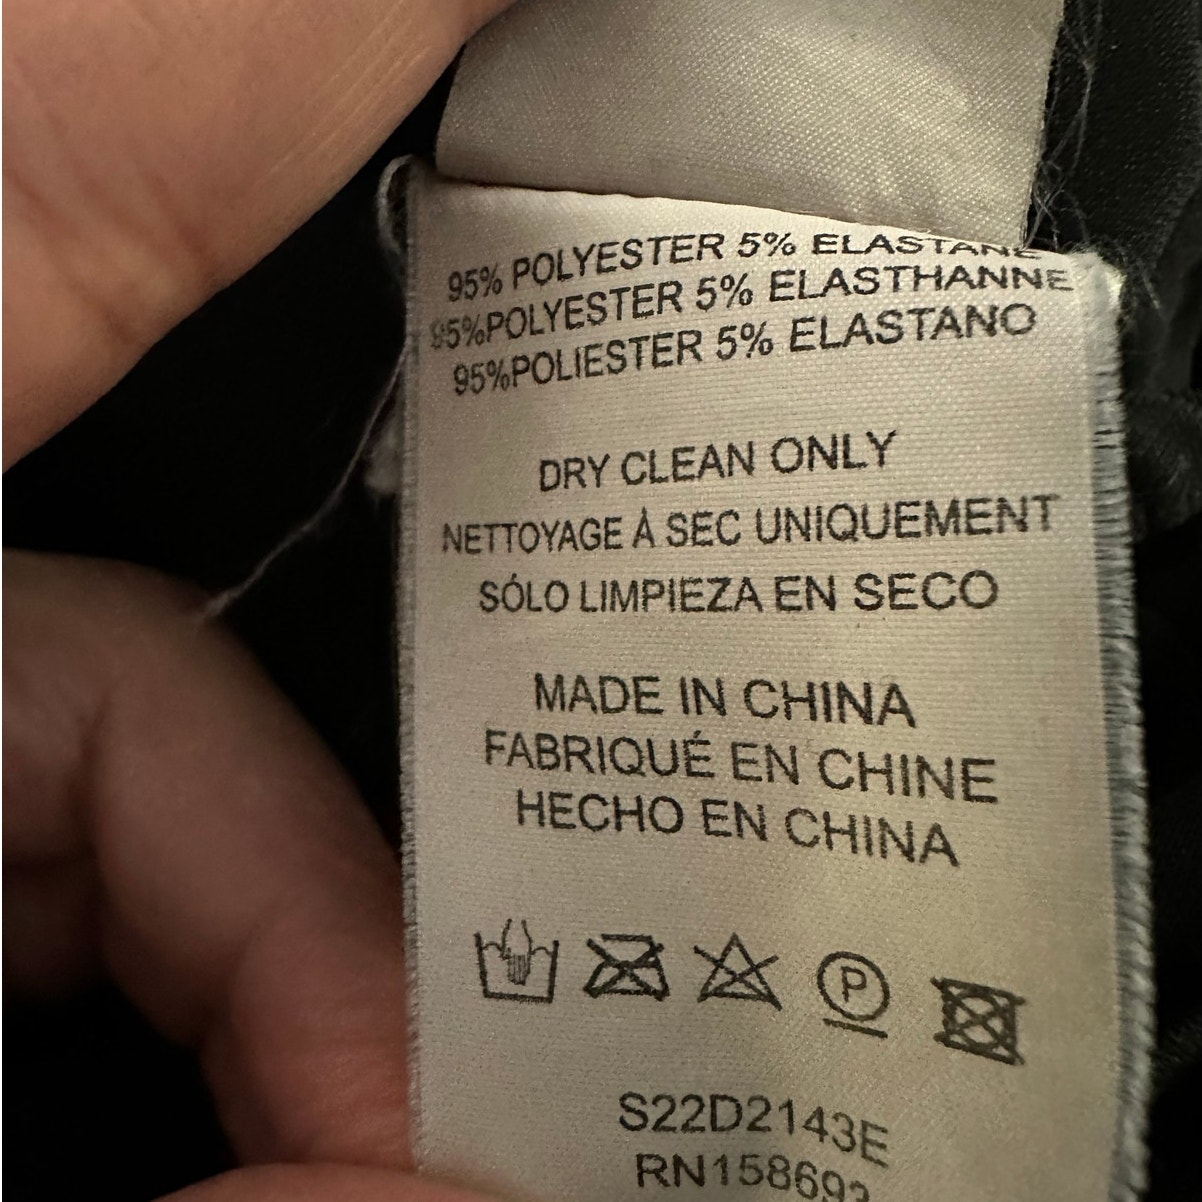 95% POLYESTER 5% ELASTANE
95%POLYESTER 5% ELASTHANNE
95%POLIESTER 5% ELASTANO
DRY CLEAN ONLY
NETTOYAGE À SEC UNIQUEMENT
SÓLO LIMPIEZA EN SECO
MADE IN CHINA
FABRIQUÉ EN CHINE
HECHO EN CHINA
P
S22D2143E